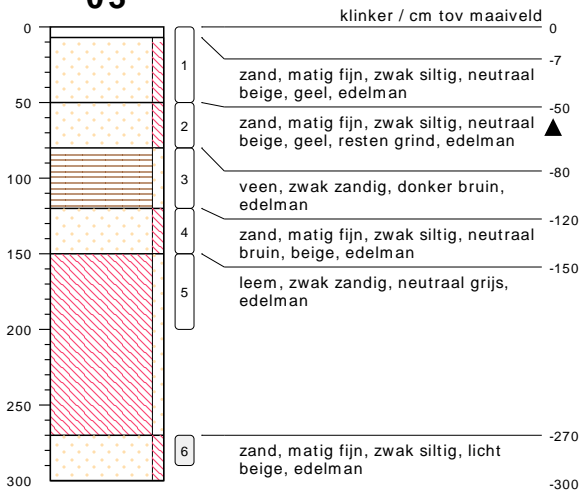 klinker / cm tov maaiveld
0
0
-7
1
zand, matig fijn, zwak siltig, neutraal
beige, geel, edelman
50
-50
2
zand, matig fijn, zwak siltig, neutraal
beige, geel, resten grind, edelman
-80
100
3
veen, zwak zandig, donker bruin,
edelman
-120
4
zand, matig fijn, zwak siltig, neutraal
bruin, beige, edelman
150
-150
5
leem, zwak zandig, neutraal grijs,
edelman
200
250
-270
6
zand, matig fijn, zwak siltig, licht
beige, edelman
300
-300